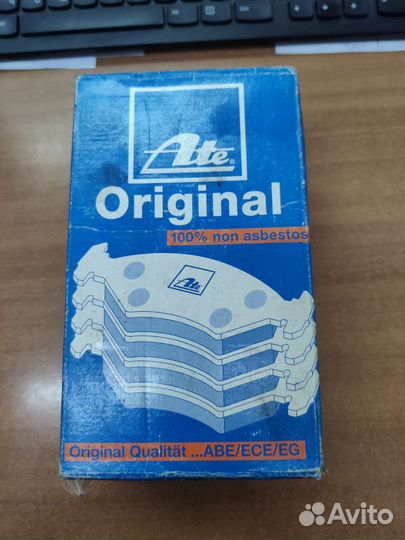 Ate®
Original
100% non asbestos
Ate
Original Qualität ...ABE/ECE/EG
Avito